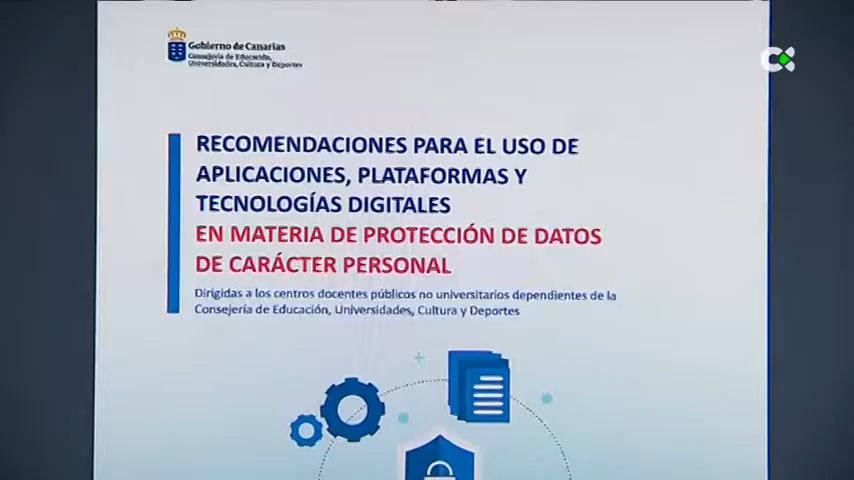 Gobierno de Canarias
Consejería de Educación,
Universidades, Cultura y Deportes
RECOMENDACIONES PARA EL USO DE
APLICACIONES, PLATAFORMAS Y
TECNOLOGÍAS DIGITALES
EN MATERIA DE PROTECCIÓN DE DATOS
DE CARÁCTER PERSONAL
Dirigidas a los centros docentes públicos no universitarios dependientes de la
Consejería de Educación, Universidades, Cultura y Deportes